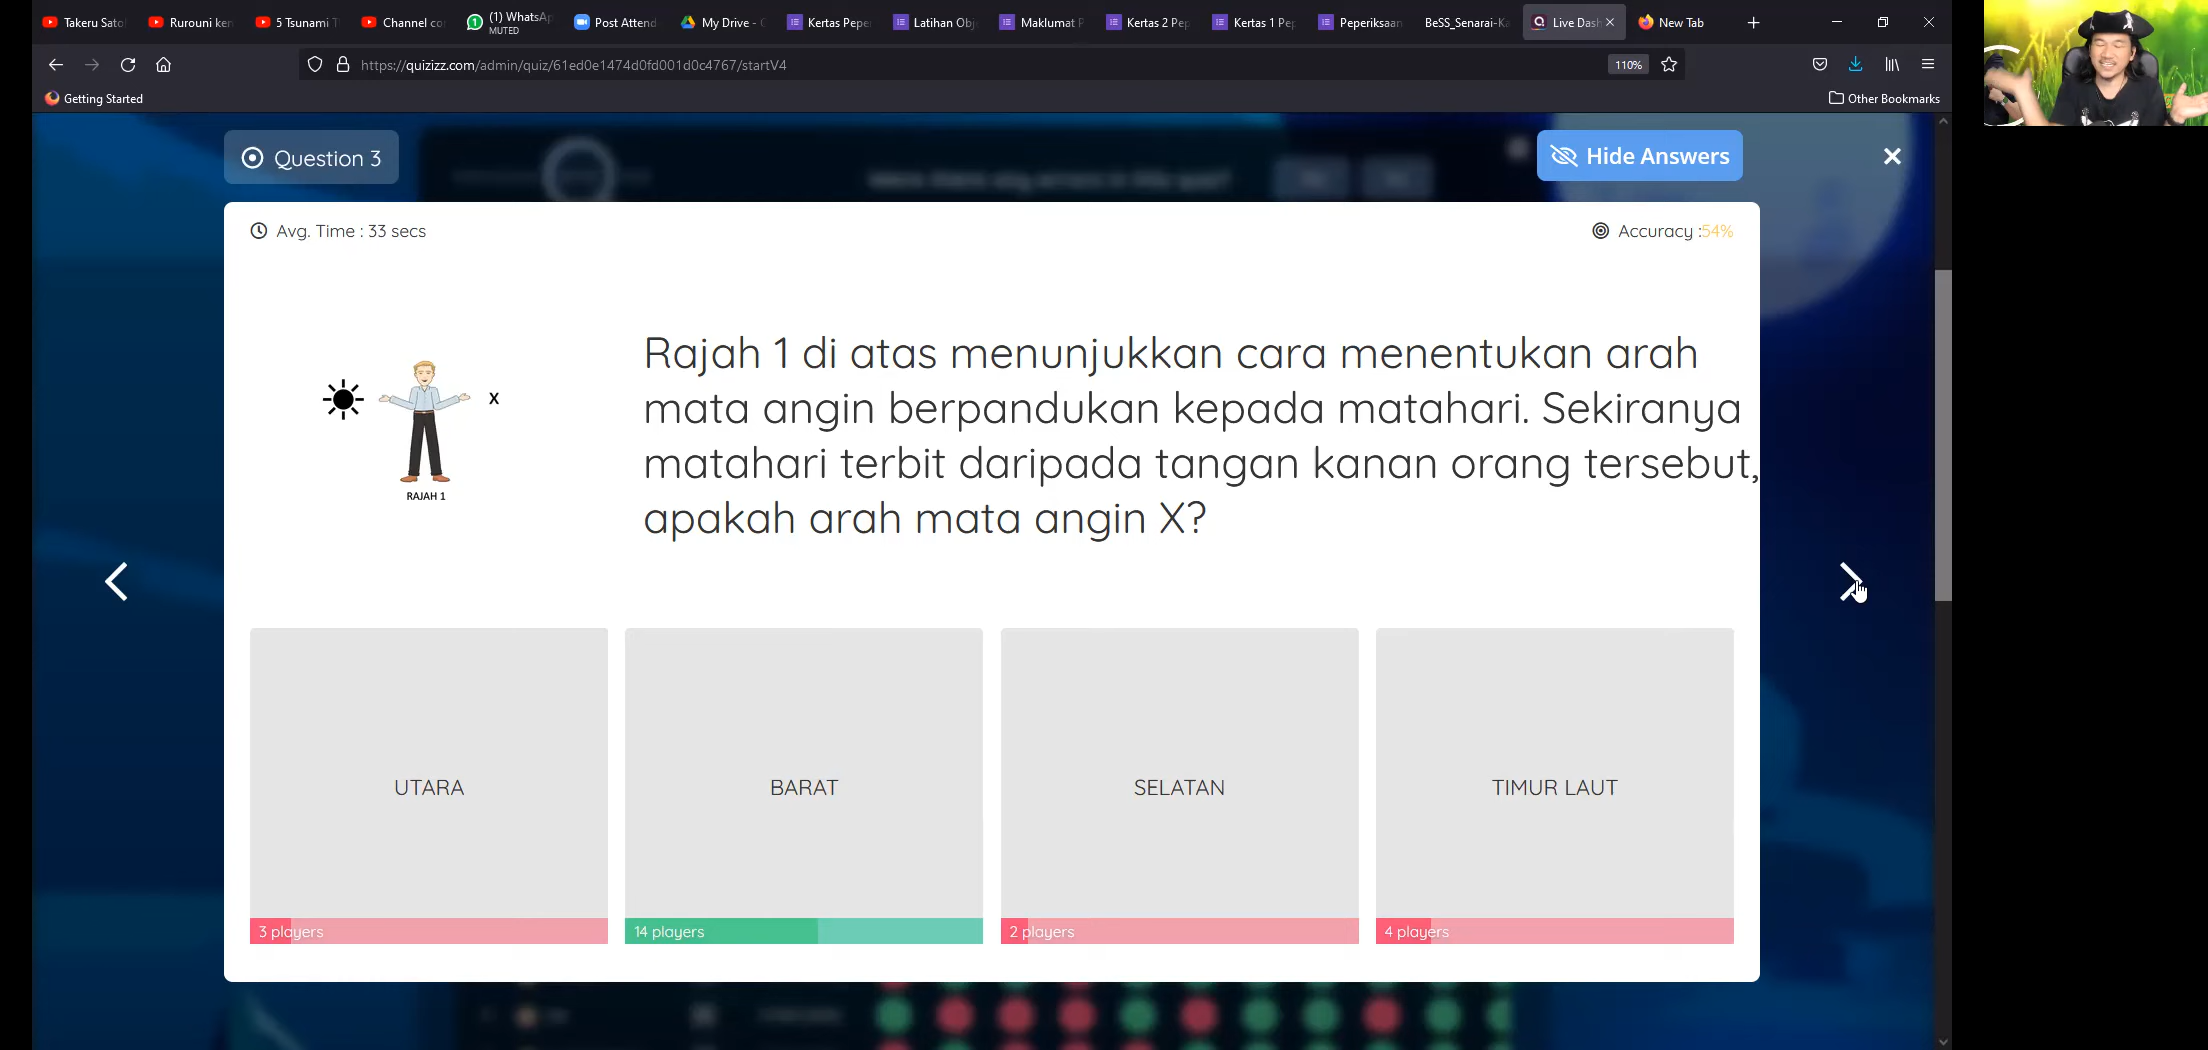 Takeru Sato
Rurouni ken
5 Tsunami T
Channel co
(1) WhatsAp
MUTED
Post Attend
My Drive - G
Kertas Pepe
Latihan Obj
Maklumat P
Kertas 2 Pep
Kertas 1 Pep
Peperiksaan
BeSS_Senarai-Ka
Live Dash
New Tab
https://quizizz.com/admin/quiz/61ed0e1474d0fd001d0c4767/startV4
110%
Getting Started
Other Bookmarks
Question 3
Hide Answers
Avg. Time : 33 secs
Accuracy :54%
X
RAJAH 1
Rajah 1 di atas menunjukkan cara menentukan arah
mata angin berpandukan kepada matahari. Sekiranya
matahari terbit daripada tangan kanan orang tersebut,
apakah arah mata angin X?
UTARA
BARAT
SELATAN
TIMUR LAUT
3 players
14 players
2 players
4 players